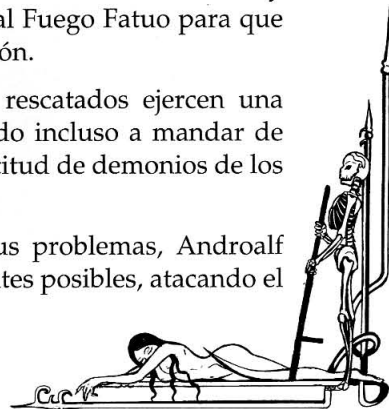 al Fuego Fatuo para que
ón.
rescatados ejercen una
do incluso a mandar de
titud de demonios de los
us problemas, Androalf
tes posibles, atacando el